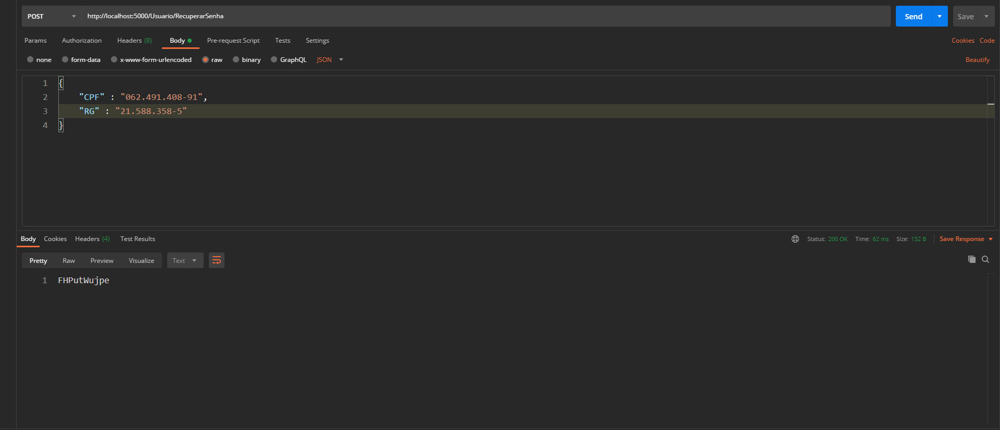 POST http://localhost:5000/Usuario/RecuperarSenha Send Save
Params Authorization Headers (8) Body Pre-request Script Tests Settings Cookies Code
none form-data x-www-form-urlencoded raw binary GraphQL JSON Beautify
1 {
2 "CPF" : "062.491.408-91",
3 "RG" : "21.588.358-5"
4 }
Body Cookies Headers (4) Test Results Status: 200 OK Time: 62 ms Size: 152 B Save Response
Pretty Raw Preview Visualize Text
1 FHPutWujpe